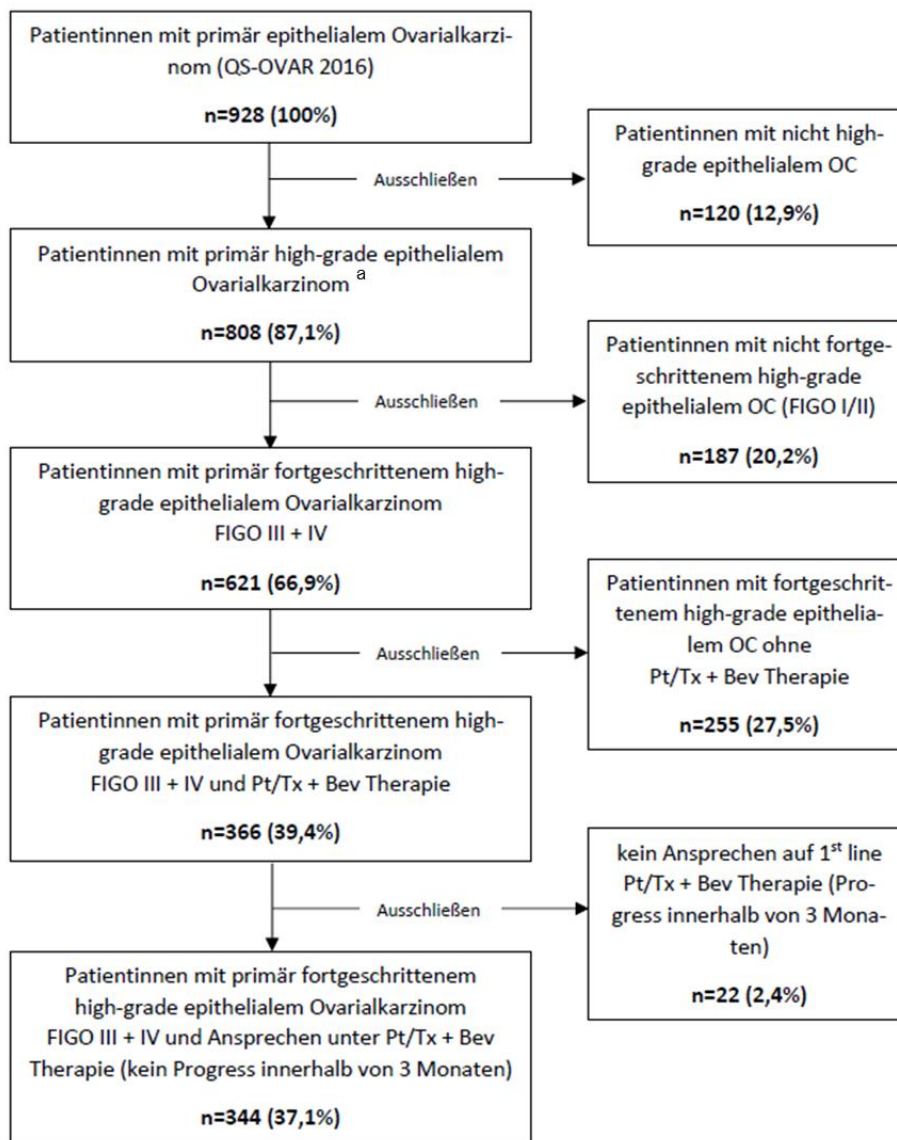 Patientinnen mit primär epithelialem Ovarialkarzi-
nom (QS-OVAR 2016)
n=928 (100%)
Ausschließen
Patientinnen mit nicht high-
grade epithelialem OC
n=120 (12,9%)
Patientinnen mit primär high-grade epithelialem
Ovarialkarzinom a
n=808 (87,1%)
Ausschließen
Patientinnen mit nicht fortge-
schrittenem high-grade
epithelialem OC (FIGO I/II)
n=187 (20,2%)
Patientinnen mit primär fortgeschrittenem high-
grade epithelialem Ovarialkarzinom
FIGO III + IV
n=621 (66,9%)
Ausschließen
Patientinnen mit fortgeschrit-
tenem high-grade epithelia-
lem OC ohne
Pt/Tx + Bev Therapie
n=255 (27,5%)
Patientinnen mit primär fortgeschrittenem high-
grade epithelialem Ovarialkarzinom
FIGO III + IV und Pt/Tx + Bev Therapie
n=366 (39,4%)
Ausschließen
kein Ansprechen auf 1st line
Pt/Tx + Bev Therapie (Pro-
gress innerhalb von 3 Mona-
ten)
n=22 (2,4%)
Patientinnen mit primär fortgeschrittenem
high-grade epithelialem Ovarialkarzinom
FIGO III + IV und Ansprechen unter Pt/Tx + Bev
Therapie (kein Progress innerhalb von 3 Monaten)
n=344 (37,1%)